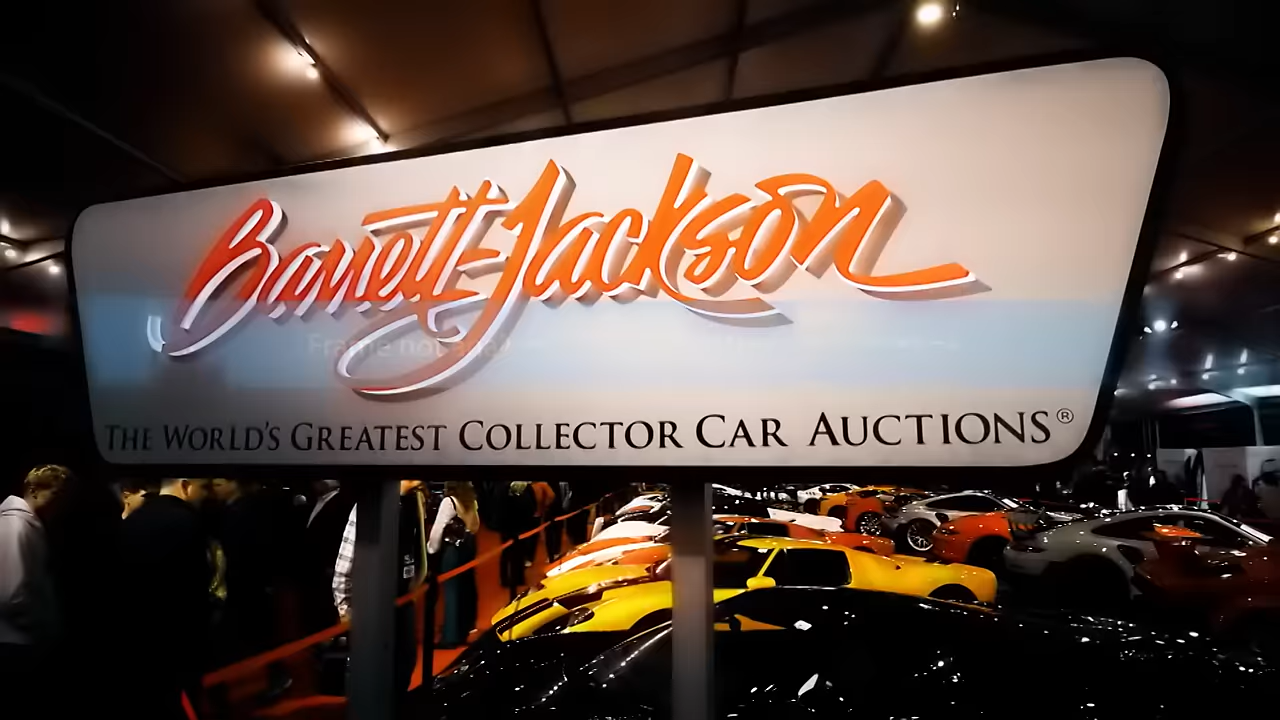 Barrett-Jackson
THE WORLD'S GREATEST COLLECTOR CAR AUCTIONS®